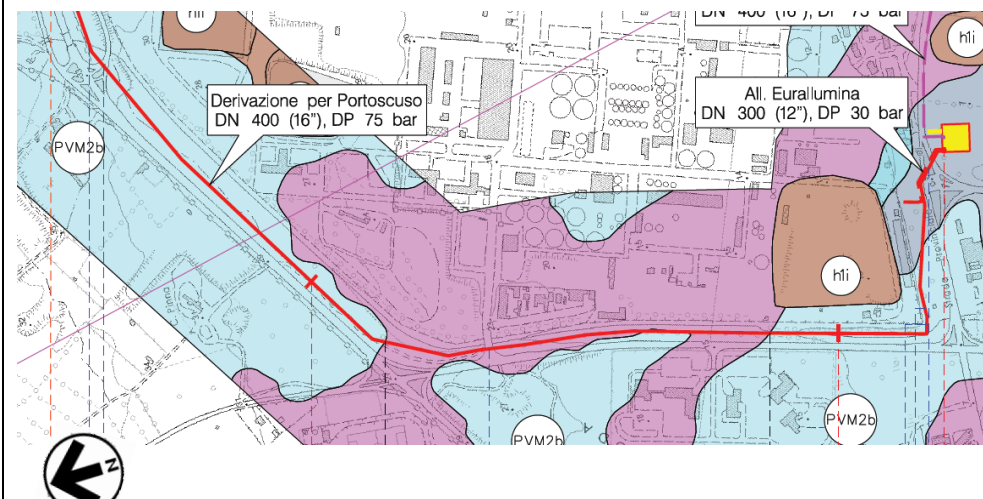 h1i
DN 400 (16"), DP 75 bar
h1i
Derivazione per Portoscuso
DN 400 (16"), DP 75 bar
All. Eurallumina
DN 300 (12"), DP 30 bar
PVM2b
h1i
PVM2b
PVM2b
N